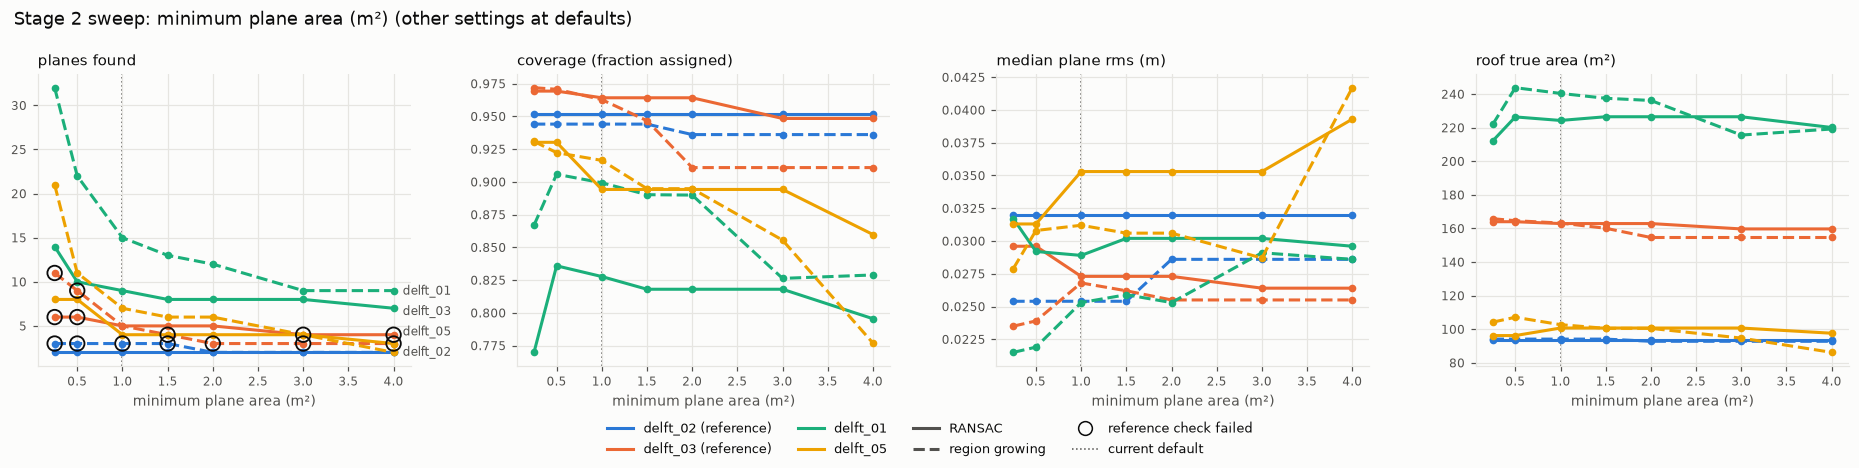 Stage 2 sweep: minimum plane area (m²) (other settings at defaults)
planes found
30
25
20
15
10
5
0.5 1.0 1.5 2.0 2.5 3.0 3.5 4.0
minimum plane area (m²)
delft_01
delft_03
delft_05
delft_02
coverage (fraction assigned)
0.975
0.950
0.925
0.900
0.875
0.850
0.825
0.800
0.775
0.5 1.0 1.5 2.0 2.5 3.0 3.5 4.0
minimum plane area (m²)
median plane rms (m)
0.0425
0.0400
0.0375
0.0350
0.0325
0.0300
0.0275
0.0250
0.0225
0.5 1.0 1.5 2.0 2.5 3.0 3.5 4.0
minimum plane area (m²)
roof true area (m²)
240
220
200
180
160
140
120
100
80
0.5 1.0 1.5 2.0 2.5 3.0 3.5 4.0
minimum plane area (m²)
delft_02 (reference) delft_01 RANSAC reference check failed
delft_03 (reference) delft_05 region growing current default